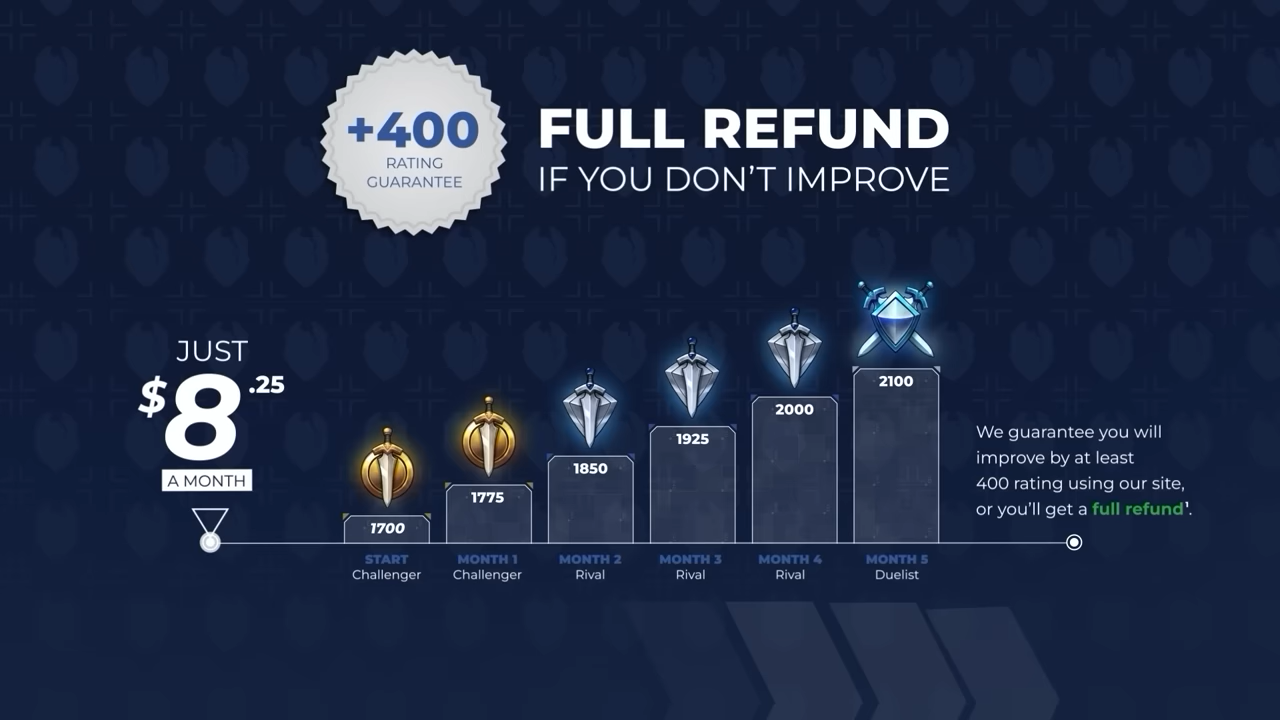 +400
RATING
GUARANTEE
FULL REFUND
IF YOU DON'T IMPROVE
JUST
$8.25
A MONTH
1700
1775
1850
1925
2000
2100
START
Challenger
MONTH 1
Challenger
MONTH 2
Rival
MONTH 3
Rival
MONTH 4
Rival
MONTH 5
Duelist
We guarantee you will
improve by at least
400 rating using our site,
or you'll get a full refund¹.